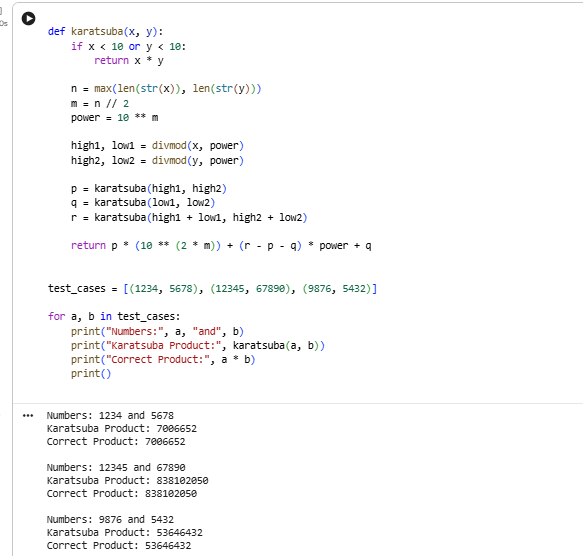 def karatsuba(x, y):
    if x < 10 or y < 10:
        return x * y

    n = max(len(str(x)), len(str(y)))
    m = n // 2
    power = 10 ** m

    high1, low1 = divmod(x, power)
    high2, low2 = divmod(y, power)

    p = karatsuba(high1, high2)
    q = karatsuba(low1, low2)
    r = karatsuba(high1 + low1, high2 + low2)

    return p * (10 ** (2 * m)) + (r - p - q) * power + q


test_cases = [(1234, 5678), (12345, 67890), (9876, 5432)]

for a, b in test_cases:
    print("Numbers:", a, "and", b)
    print("Karatsuba Product:", karatsuba(a, b))
    print("Correct Product:", a * b)
    print()

Numbers: 1234 and 5678
Karatsuba Product: 7006652
Correct Product: 7006652

Numbers: 12345 and 67890
Karatsuba Product: 838102050
Correct Product: 838102050

Numbers: 9876 and 5432
Karatsuba Product: 53646432
Correct Product: 53646432